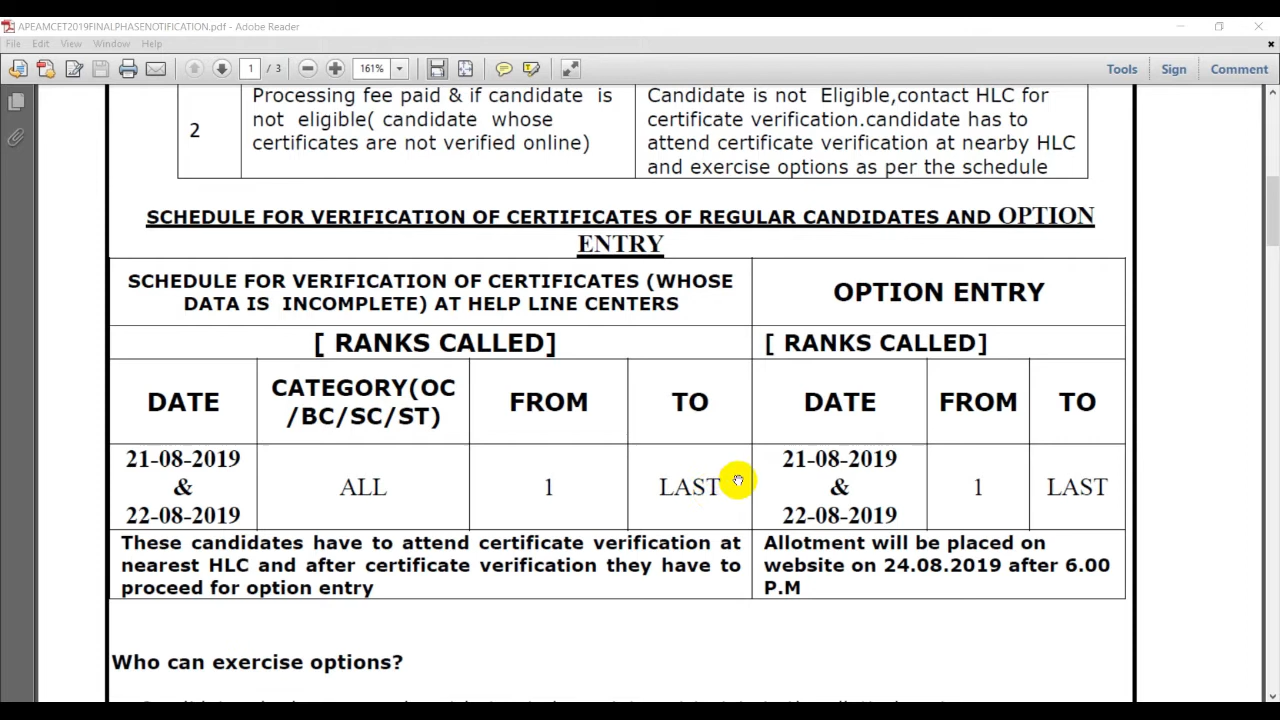 APEAMCET2019FINALPHASENOTIFICATION.pdf - Adobe Reader
File Edit View Window Help
1 / 3 161% Tools Sign Comment
2
Processing fee paid & if candidate is
not eligible( candidate whose
certificates are not verified online)
Candidate is not Eligible,contact HLC for
certificate verification.candidate has to
attend certificate verification at nearby HLC
and exercise options as per the schedule
SCHEDULE FOR VERIFICATION OF CERTIFICATES OF REGULAR CANDIDATES AND OPTION
ENTRY
SCHEDULE FOR VERIFICATION OF CERTIFICATES (WHOSE
DATA IS INCOMPLETE) AT HELP LINE CENTERS
OPTION ENTRY
[ RANKS CALLED]
[ RANKS CALLED]
DATE
CATEGORY(OC
/BC/SC/ST)
FROM
TO
DATE
FROM
TO
21-08-2019
&
22-08-2019
ALL
1
LAST
21-08-2019
&
22-08-2019
1
LAST
These candidates have to attend certificate verification at
nearest HLC and after certificate verification they have to
proceed for option entry
Allotment will be placed on
website on 24.08.2019 after 6.00
P.M
Who can exercise options?